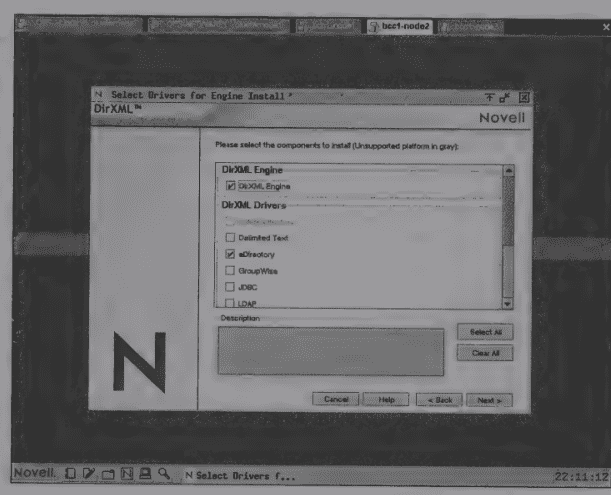 bcc1-node2
N Select Drivers for Engine Install
DirXML™
Novell
Please select the components to install (Unsupported platform in gray):
DirXML Engine
DirXML Engine
DirXML Drivers
Delimited Text
eDirectory
GroupWise
JDBC
LDAP
Description
Select All
Clear All
N
Cancel
Help
< Back
Next >
Novell. N N Select Drivers f...
22:11:12